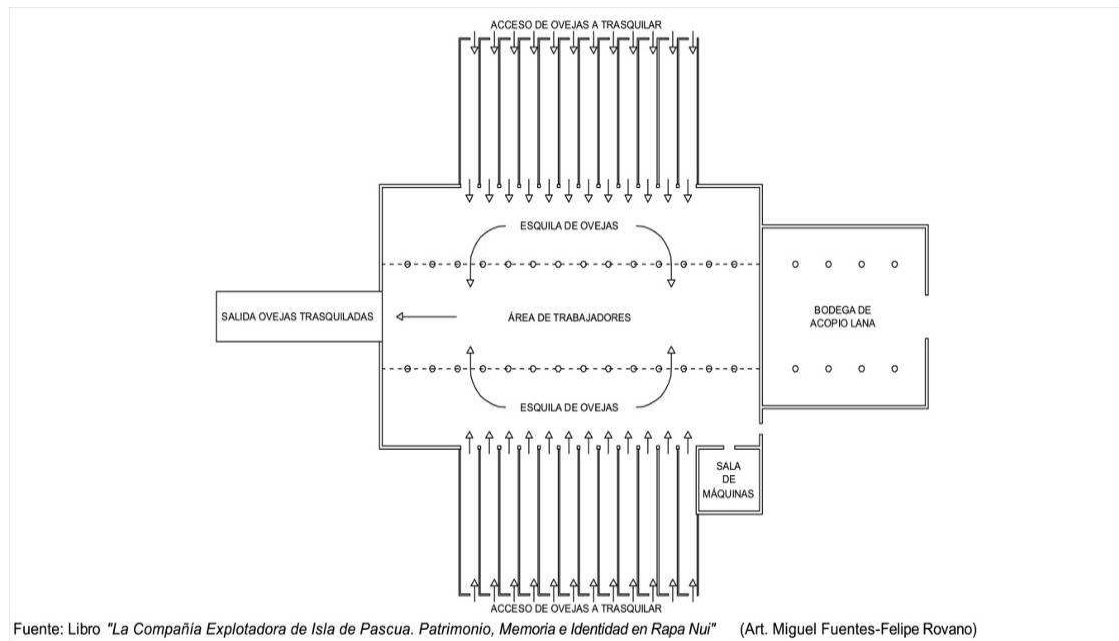 ACCESO DE OVEJAS A TRASQUILAR
ESQUILA DE OVEJAS
SALIDA OVEJAS TRASQUILADAS
ÁREA DE TRABAJADORES
BODEGA DE
ACOPIO LANA
ESQUILA DE OVEJAS
SALA
DE
MÁQUINAS
ACCESO DE OVEJAS A TRASQUILAR
Fuente: Libro "La Compañía Explotadora de Isla de Pascua. Patrimonio, Memoria e Identidad en Rapa Nui" (Art. Miguel Fuentes-Felipe Rovano)